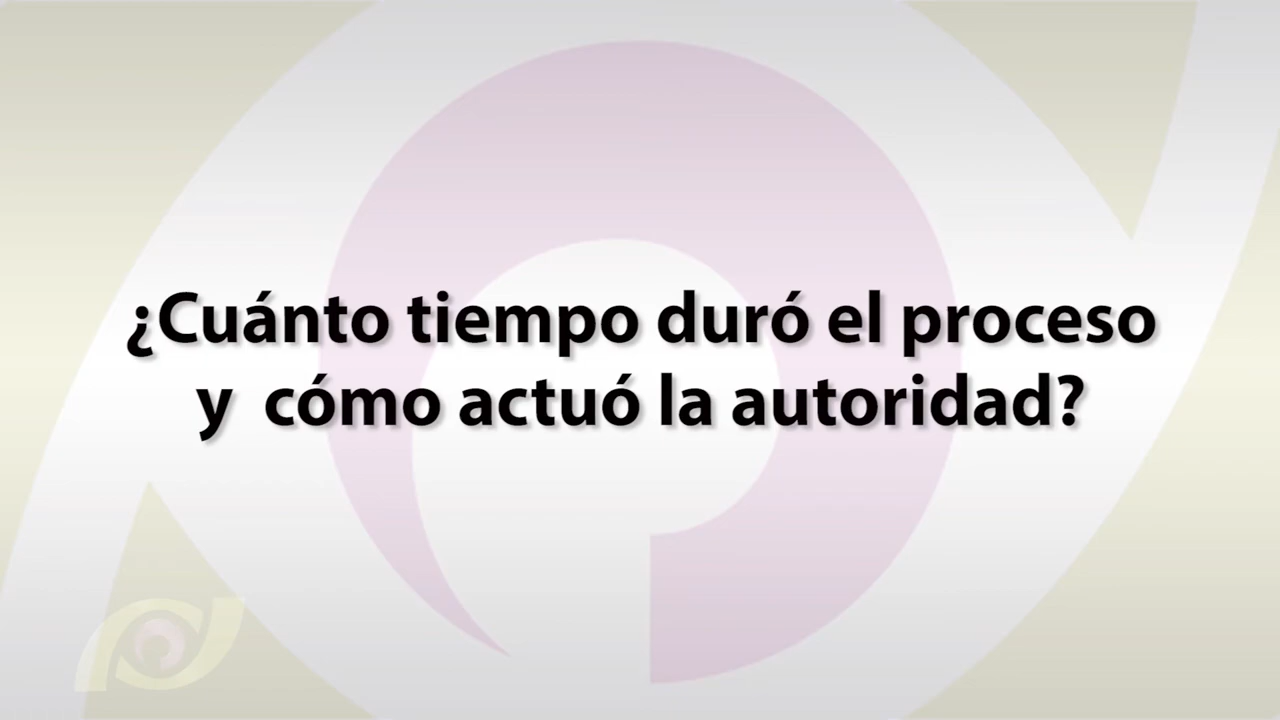 ¿Cuánto tiempo duró el proceso
y  cómo actuó la autoridad?